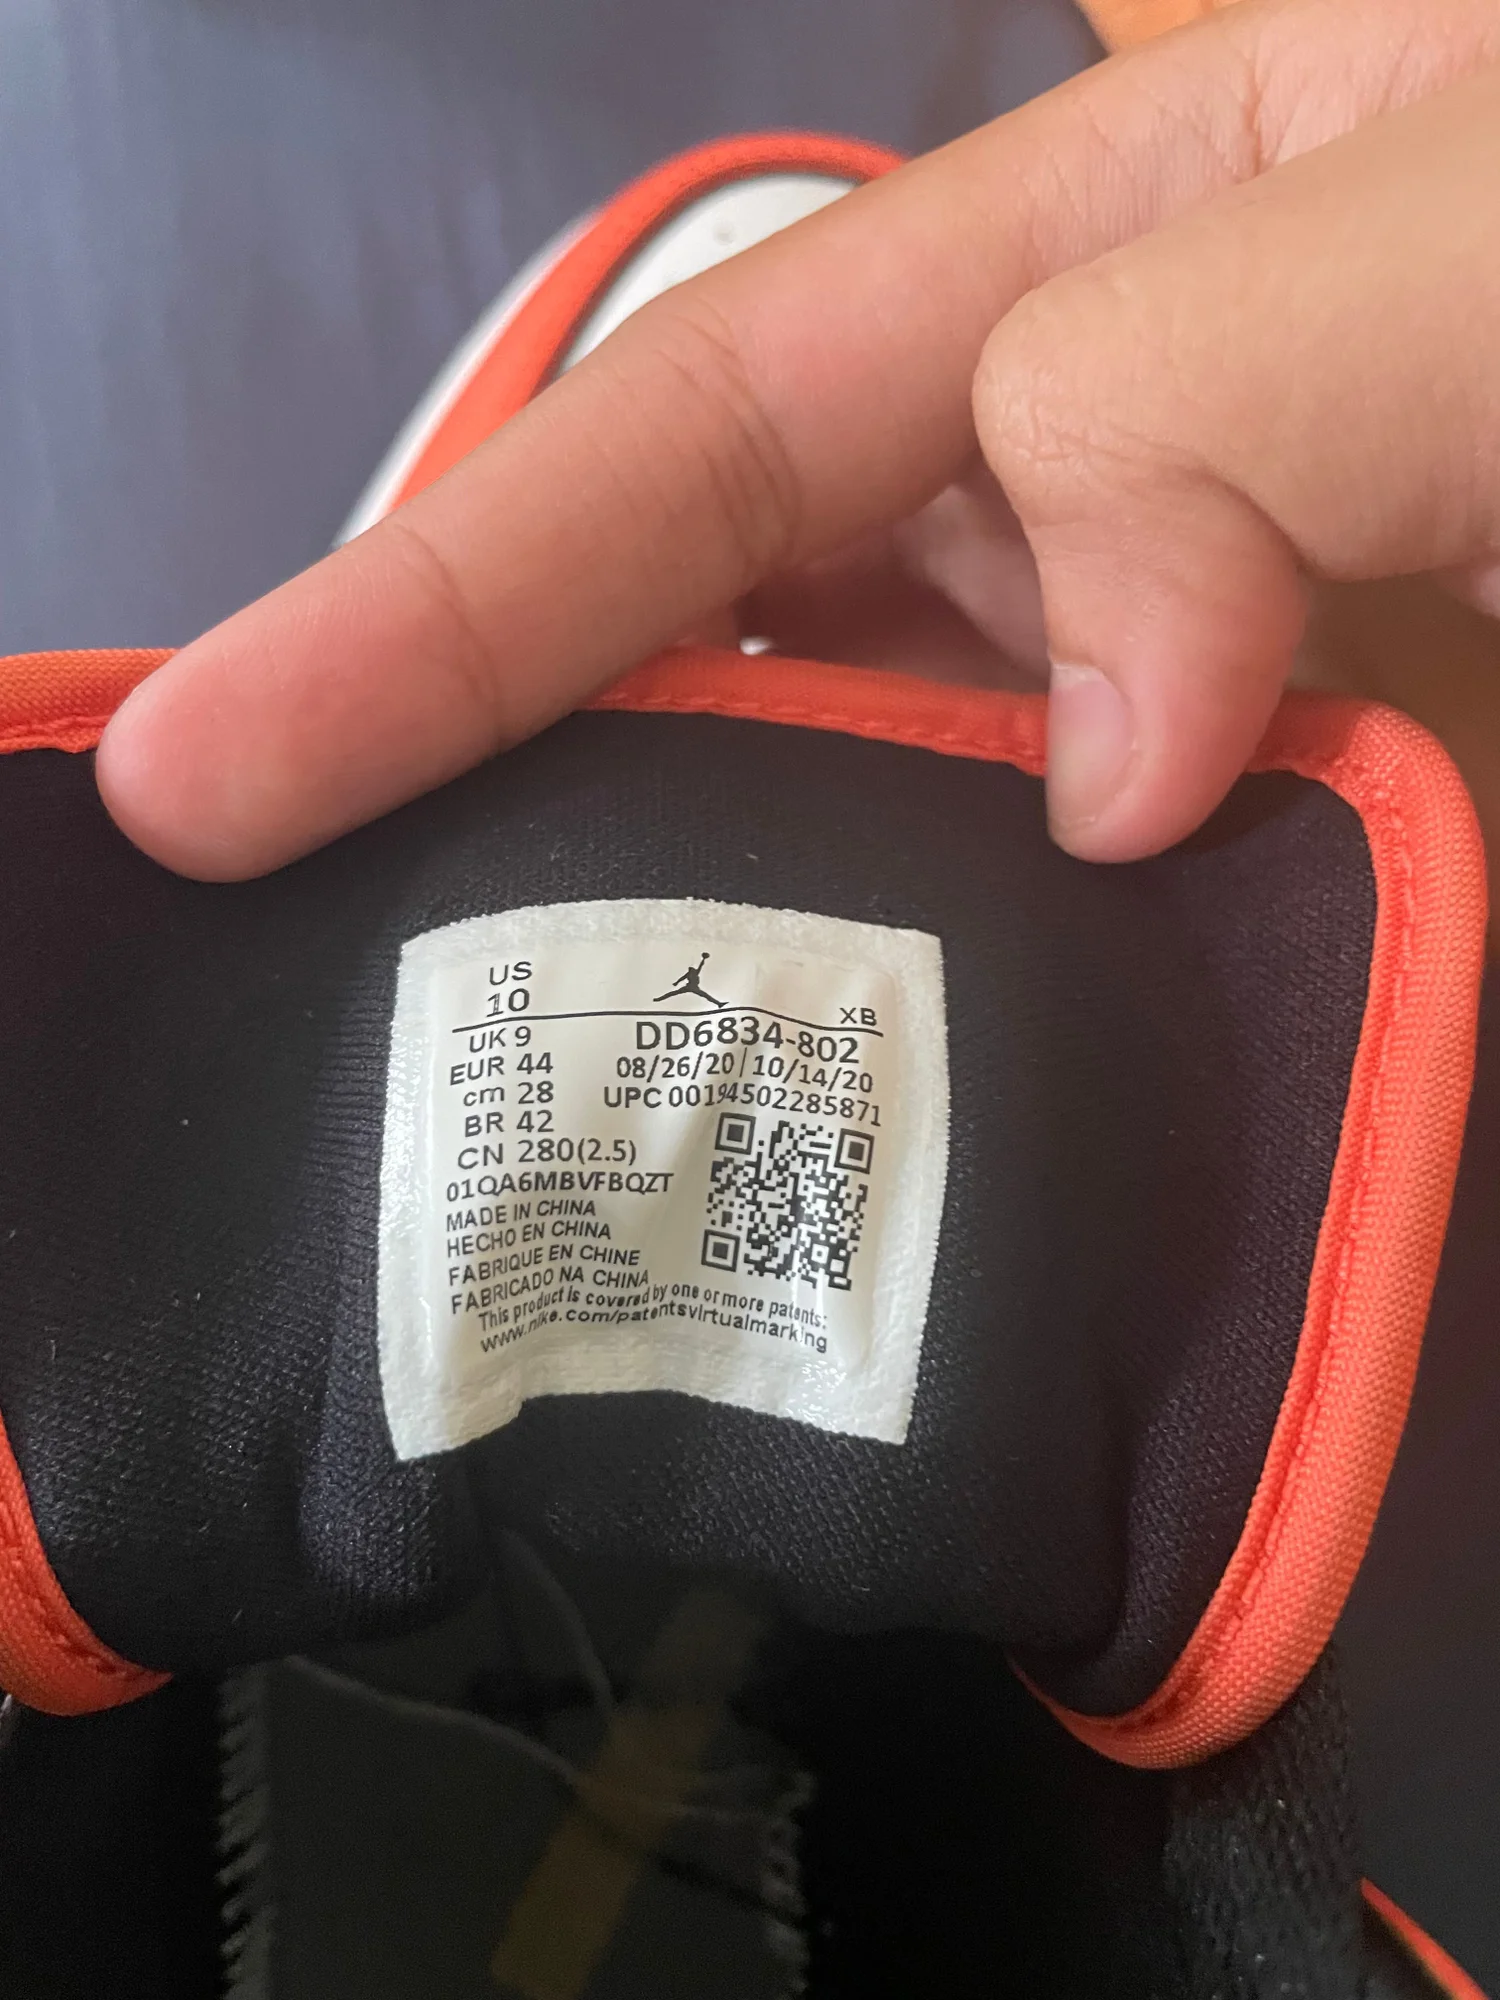 US
10
XB
UK 9
DD6834-802
EUR 44
08/26/20 | 10/14/20
cm 28
UPC 00194502285871
BR 42
CN 280(2.5)
01QA6MBVFBQZT
MADE IN CHINA
HECHO EN CHINA
FABRIQUE EN CHINE
FABRICADO NA CHINA
This product is covered by one or more patents:
www.nike.com/patentsvirtualmarking